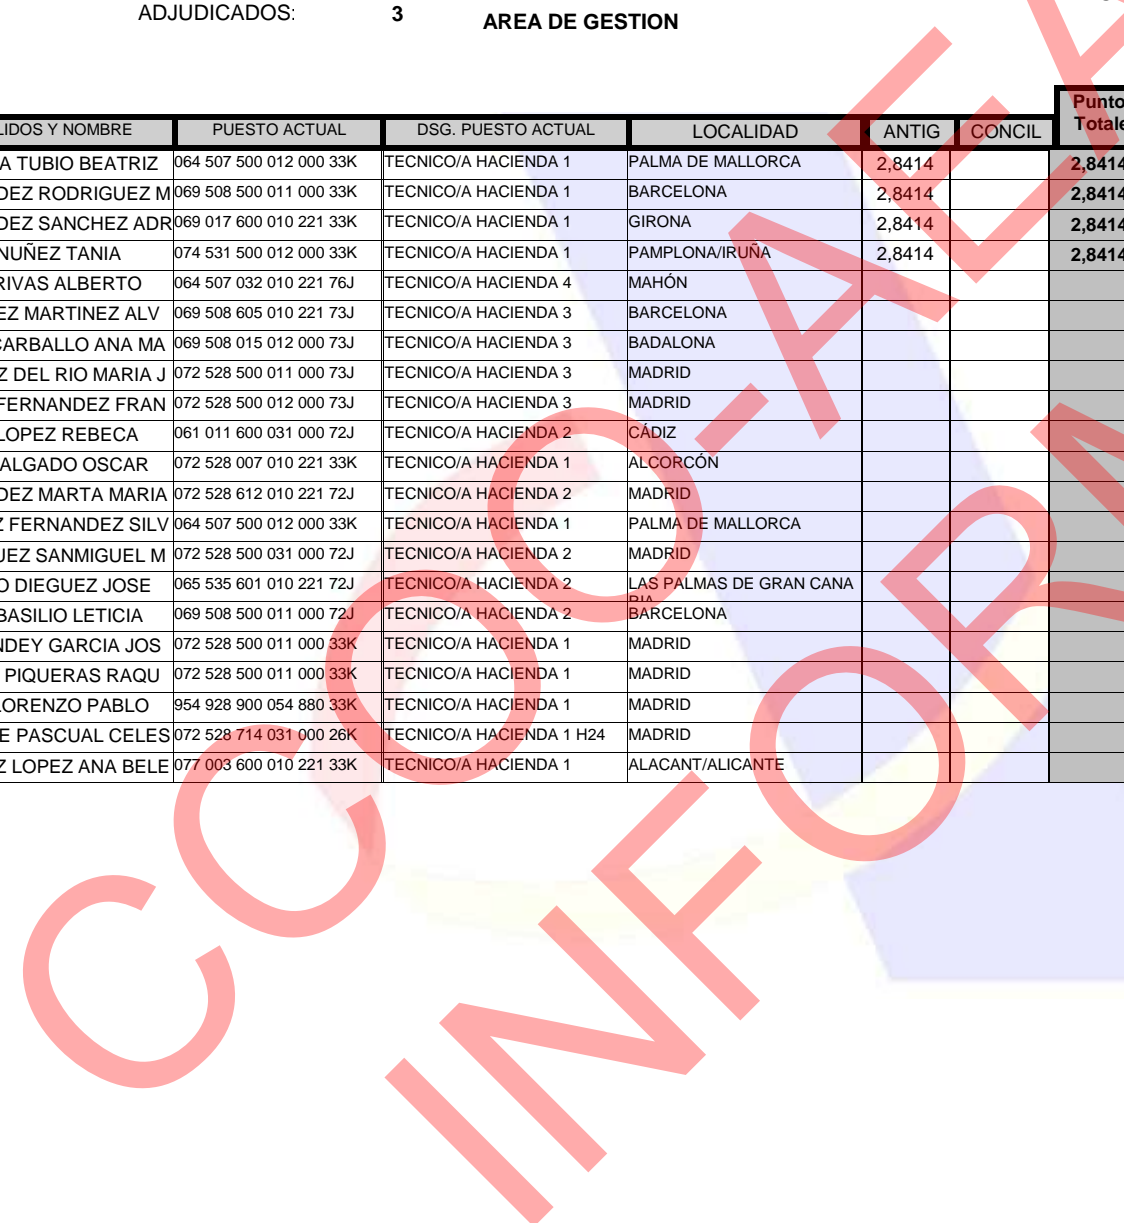 ADJUDICADOS: 3 AREA DE GESTION
LIDOS Y NOMBRE PUESTO ACTUAL DSG. PUESTO ACTUAL LOCALIDAD ANTIG CONCIL Punto Totale
A TUBIO BEATRIZ 064 507 500 012 000 33K TECNICO/A HACIENDA 1 PALMA DE MALLORCA 2,8414 2,8414
DEZ RODRIGUEZ M 069 508 500 011 000 33K TECNICO/A HACIENDA 1 BARCELONA 2,8414 2,8414
DEZ SANCHEZ ADR 069 017 600 010 221 33K TECNICO/A HACIENDA 1 GIRONA 2,8414 2,8414
NUÑEZ TANIA 074 531 500 012 000 33K TECNICO/A HACIENDA 1 PAMPLONA/IRUÑA 2,8414 2,8414
RIVAS ALBERTO 064 507 032 010 221 76J TECNICO/A HACIENDA 4 MAHÓN
EZ MARTINEZ ALV 069 508 605 010 221 73J TECNICO/A HACIENDA 3 BARCELONA
CARBALLO ANA MA 069 508 015 012 000 73J TECNICO/A HACIENDA 3 BADALONA
Z DEL RIO MARIA J 072 528 500 011 000 73J TECNICO/A HACIENDA 3 MADRID
FERNANDEZ FRAN 072 528 500 012 000 73J TECNICO/A HACIENDA 3 MADRID
LOPEZ REBECA 061 011 600 031 000 72J TECNICO/A HACIENDA 2 CÁDIZ
ALGADO OSCAR 072 528 007 010 221 33K TECNICO/A HACIENDA 1 ALCORCÓN
DEZ MARTA MARIA 072 528 612 010 221 72J TECNICO/A HACIENDA 2 MADRID
Z FERNANDEZ SILV 064 507 500 012 000 33K TECNICO/A HACIENDA 1 PALMA DE MALLORCA
UEZ SANMIGUEL M 072 528 500 031 000 72J TECNICO/A HACIENDA 2 MADRID
O DIEGUEZ JOSE 065 535 601 010 221 72J TECNICO/A HACIENDA 2 LAS PALMAS DE GRAN CANA
BASILIO LETICIA 069 508 500 011 000 72J TECNICO/A HACIENDA 2 BARCELONA
NDEY GARCIA JOS 072 528 500 011 000 33K TECNICO/A HACIENDA 1 MADRID
PIQUERAS RAQU 072 528 500 011 000 33K TECNICO/A HACIENDA 1 MADRID
LORENZO PABLO 954 928 900 054 880 33K TECNICO/A HACIENDA 1 MADRID
E PASCUAL CELES 072 528 714 031 000 26K TECNICO/A HACIENDA 1 H24 MADRID
Z LOPEZ ANA BELE 077 003 600 010 221 33K TECNICO/A HACIENDA 1 ALACANT/ALICANTE
CCOO-AEA
INFORM